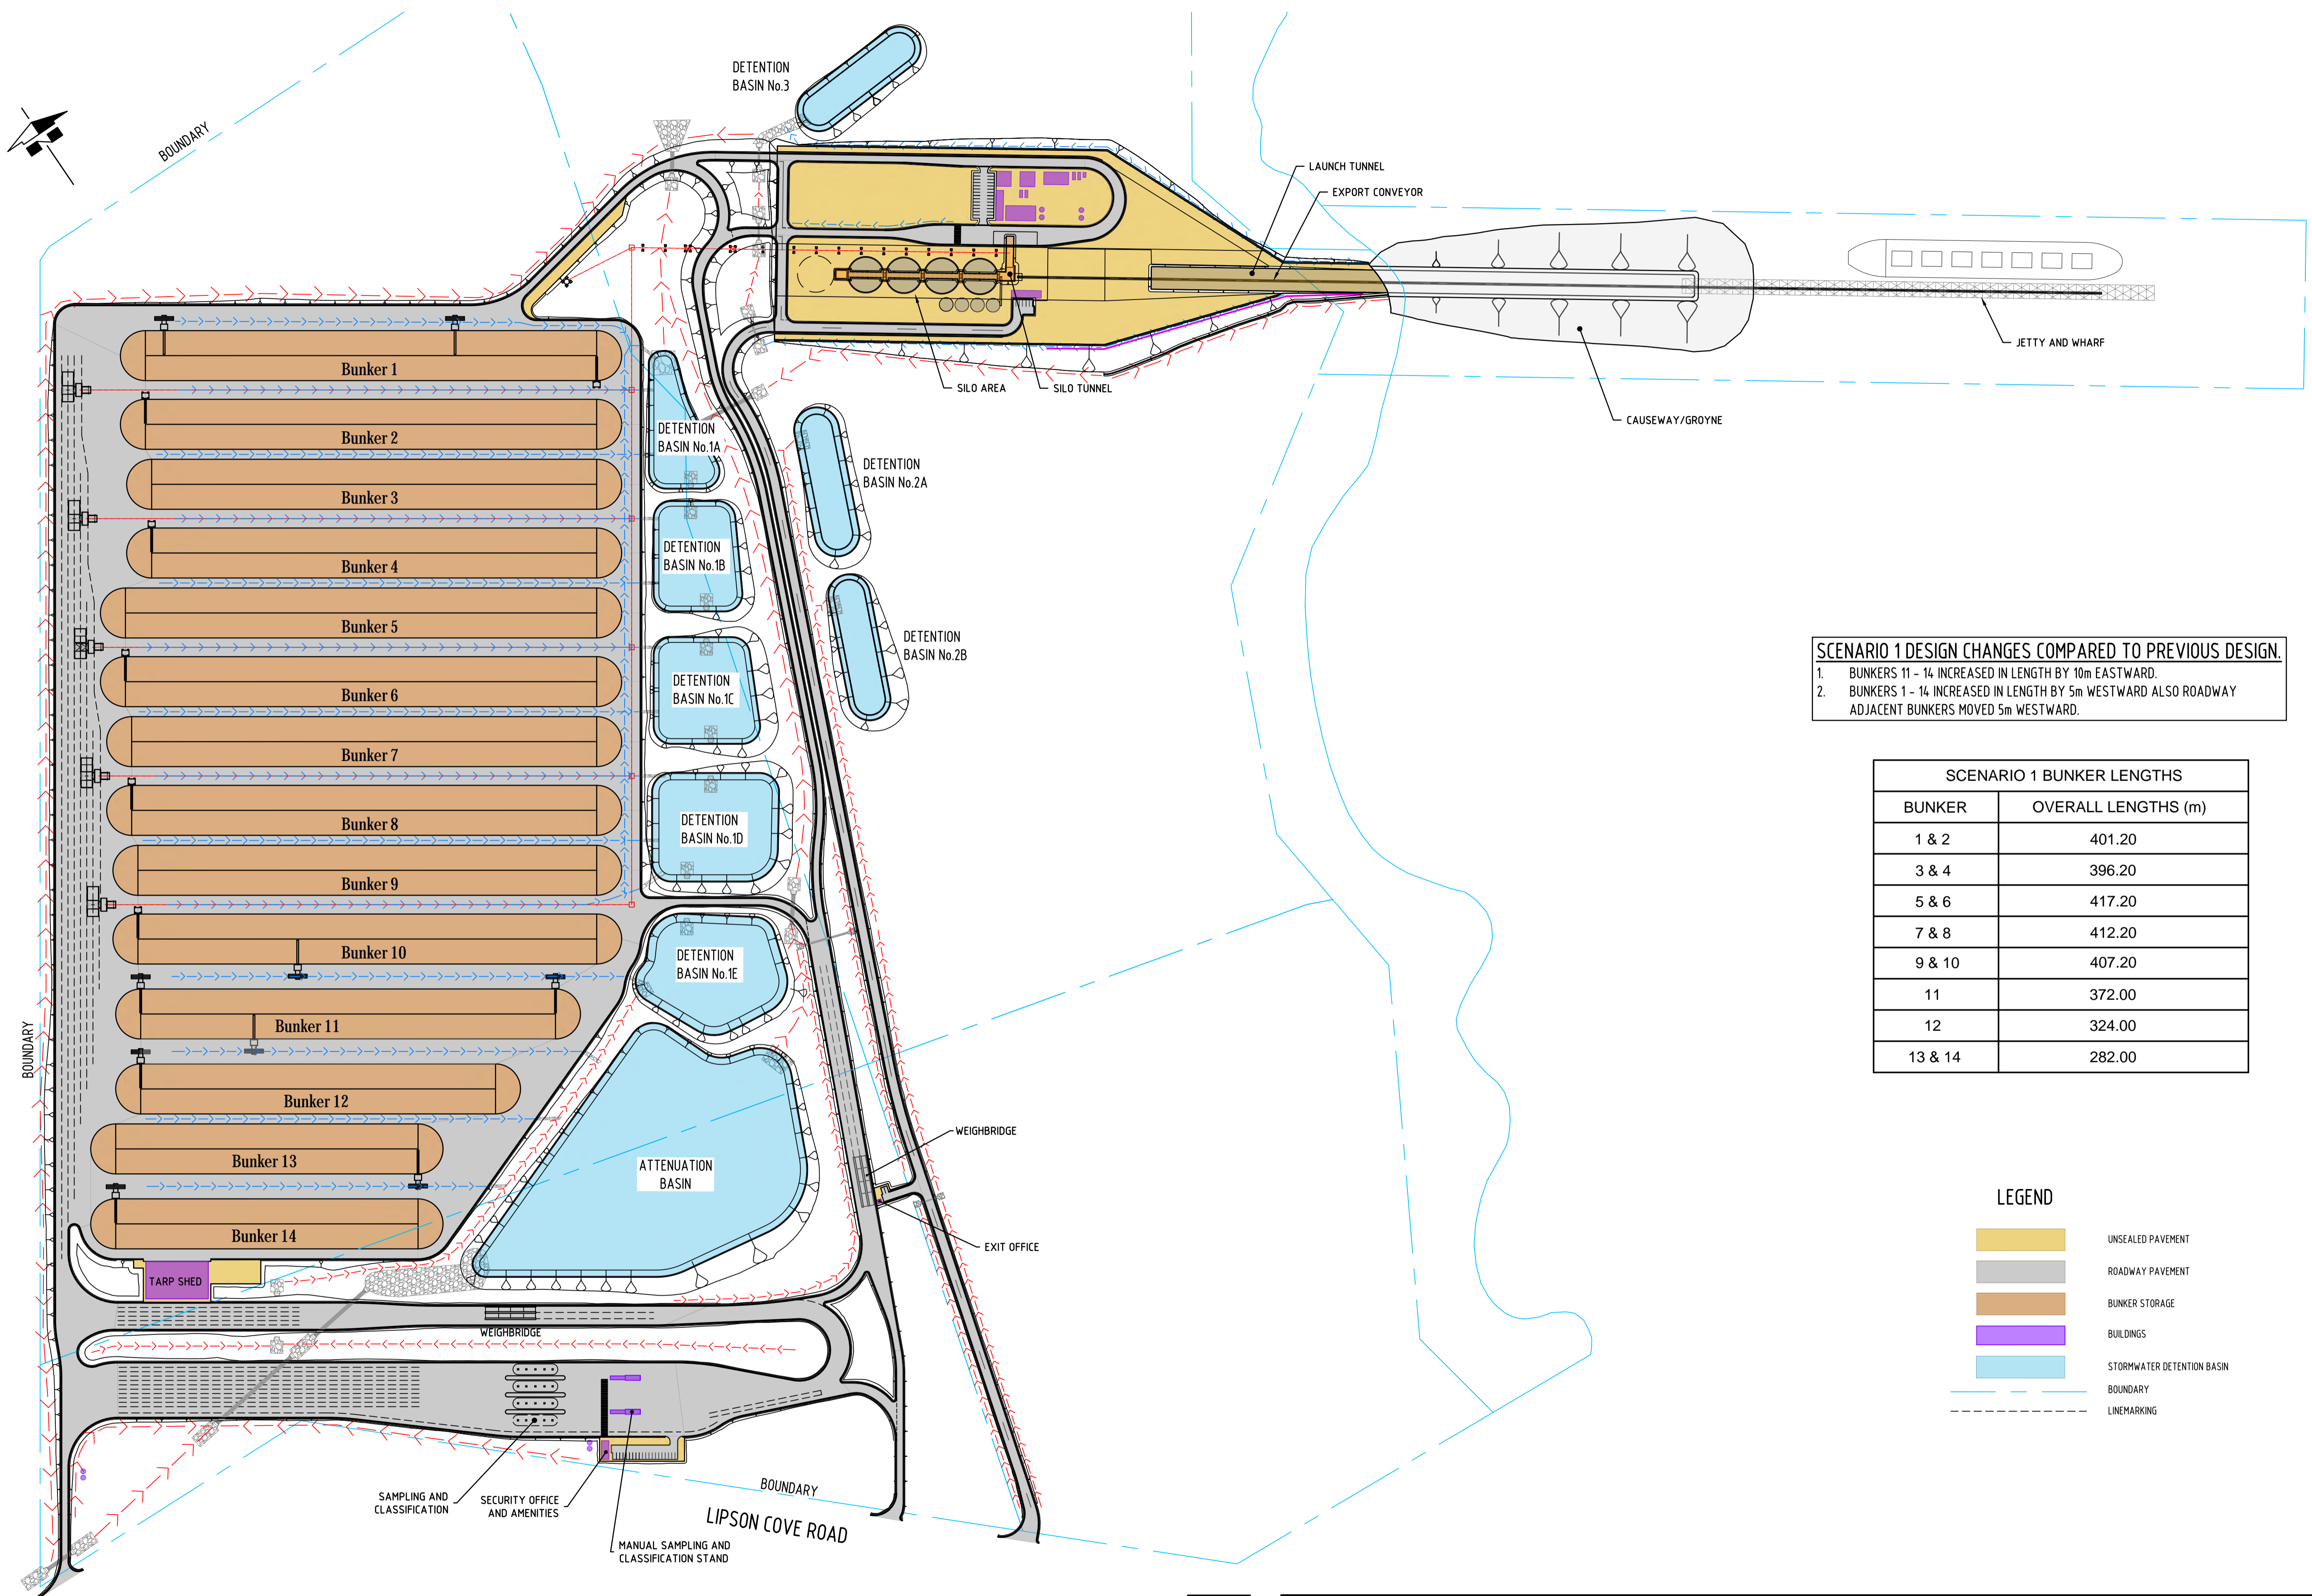 DETENTION
BASIN No.3
BOUNDARY
LAUNCH TUNNEL
EXPORT CONVEYOR
JETTY AND WHARF
SILO AREA
SILO TUNNEL
CAUSEWAY/GROYNE
Bunker 1
Bunker 2
Bunker 3
Bunker 4
Bunker 5
Bunker 6
Bunker 7
Bunker 8
Bunker 9
Bunker 10
Bunker 11
Bunker 12
Bunker 13
Bunker 14
DETENTION
BASIN No.1A
DETENTION
BASIN No.2A
DETENTION
BASIN No.1B
DETENTION
BASIN No.2B
DETENTION
BASIN No.1C
DETENTION
BASIN No.1D
DETENTION
BASIN No.1E
ATTENUATION
BASIN
BOUNDARY
WEIGHBRIDGE
EXIT OFFICE
TARP SHED
WEIGHBRIDGE
SAMPLING AND
CLASSIFICATION
SECURITY OFFICE
AND AMENITIES
MANUAL SAMPLING AND
CLASSIFICATION STAND
BOUNDARY
LIPSON COVE ROAD
SCENARIO 1 DESIGN CHANGES COMPARED TO PREVIOUS DESIGN.
1. BUNKERS 11 - 14 INCREASED IN LENGTH BY 10m EASTWARD.
2. BUNKERS 1 - 14 INCREASED IN LENGTH BY 5m WESTWARD ALSO ROADWAY
ADJACENT BUNKERS MOVED 5m WESTWARD.
SCENARIO 1 BUNKER LENGTHS
BUNKER OVERALL LENGTHS (m)
1 & 2 401.20
3 & 4 396.20
5 & 6 417.20
7 & 8 412.20
9 & 10 407.20
11 372.00
12 324.00
13 & 14 282.00
LEGEND
UNSEALED PAVEMENT
ROADWAY PAVEMENT
BUNKER STORAGE
BUILDINGS
STORMWATER DETENTION BASIN
BOUNDARY
LINEMARKING